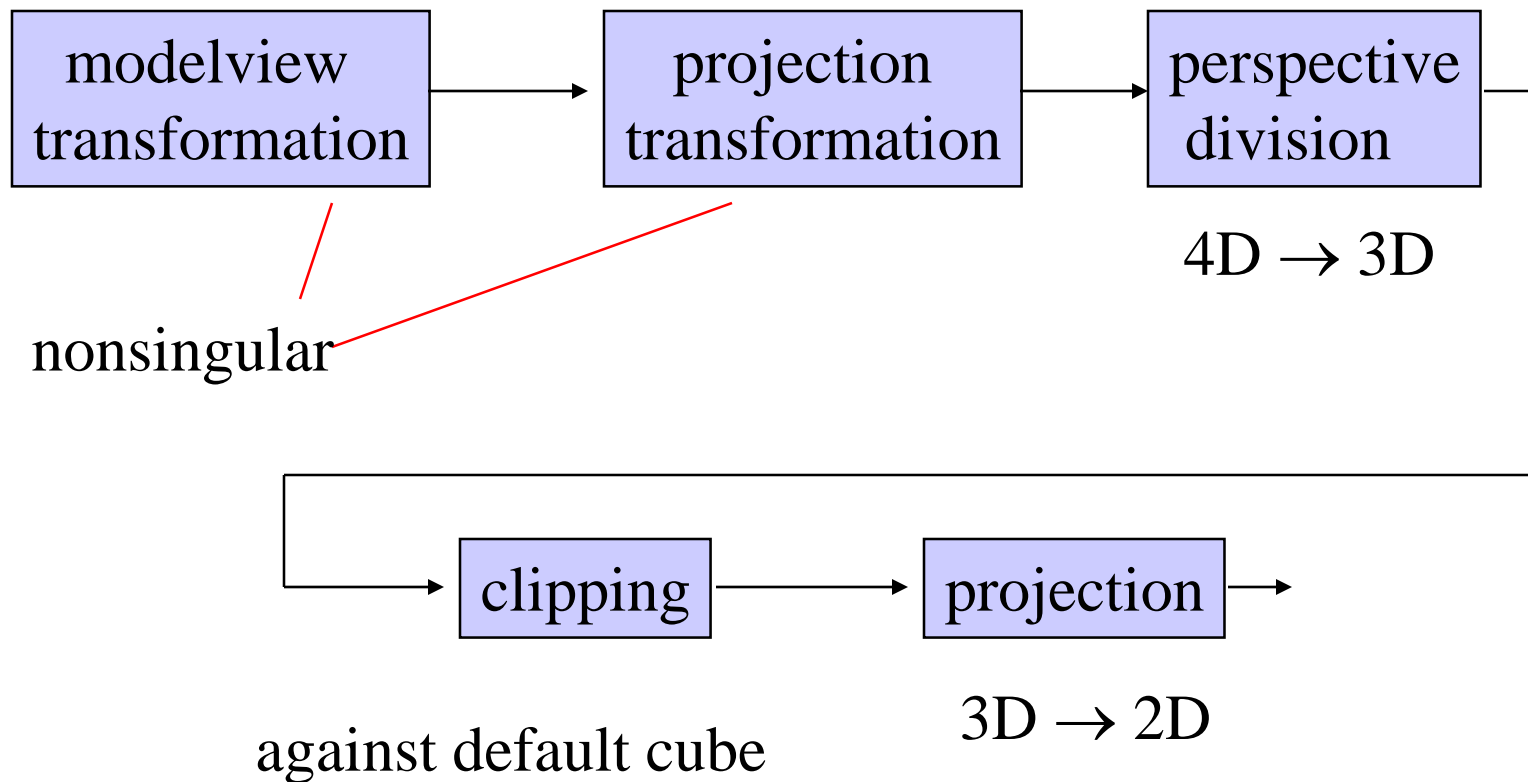 modelview
transformation
projection
transformation
perspective
division
4D → 3D
nonsingular
clipping
projection
against default cube
3D → 2D